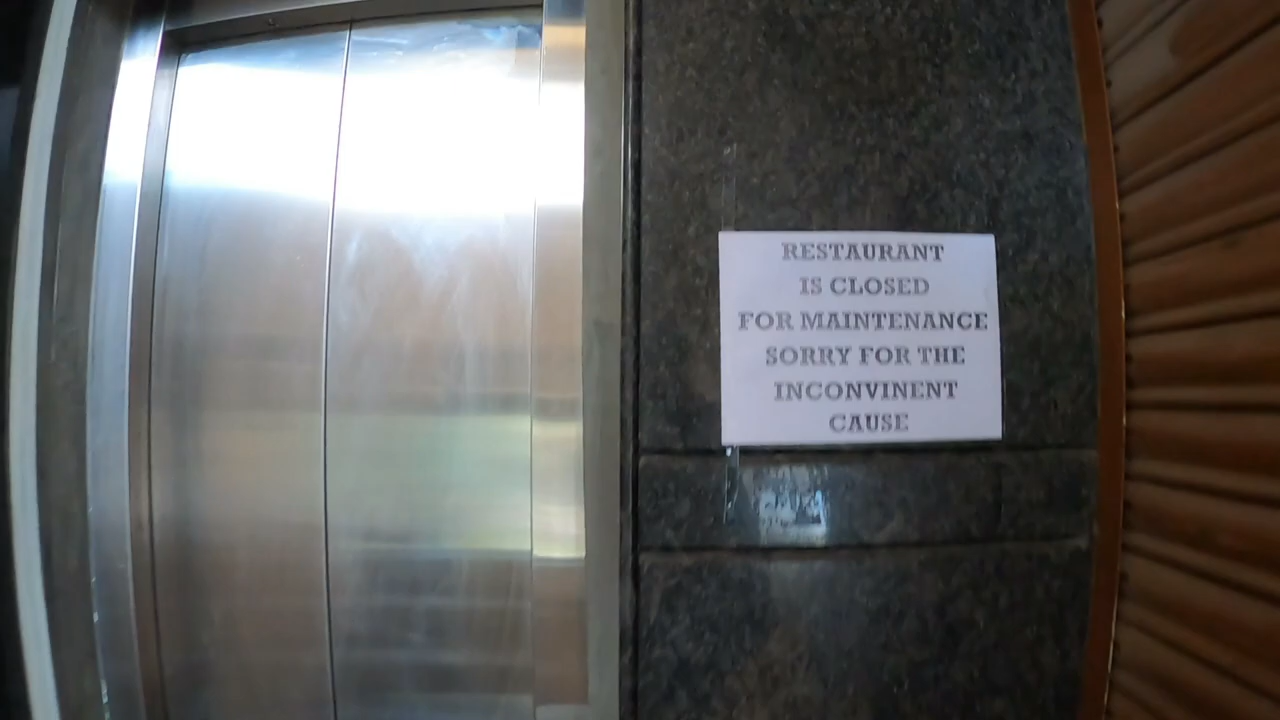 RESTAURANT
IS CLOSED
FOR MAINTENANCE
SORRY FOR THE
INCONVINENT
CAUSE